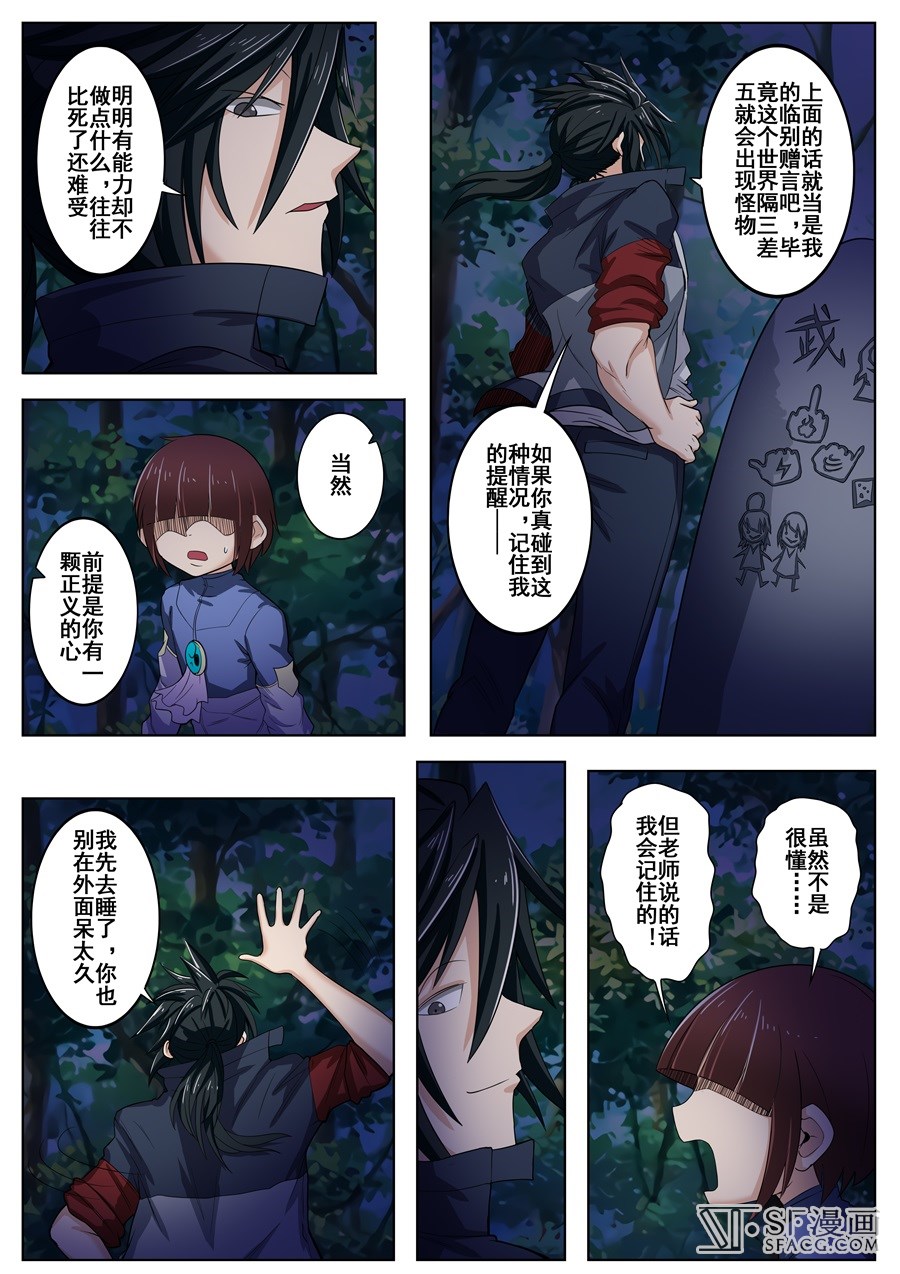 上面的话就当是我
的临别赠言吧，毕
竟这个世界隔三差
五就会出现怪物
武
如果你真碰到这
种情况，记住我
的提醒——
明明有能力却不
做点什么，往往
比死了还难受
当然
前提是你有一
颗正义的心
虽然不是
很懂……
但老师说的话
我会记住的！
我先去睡了，你也
别在外面呆太久
SF漫画
SFACG.COM